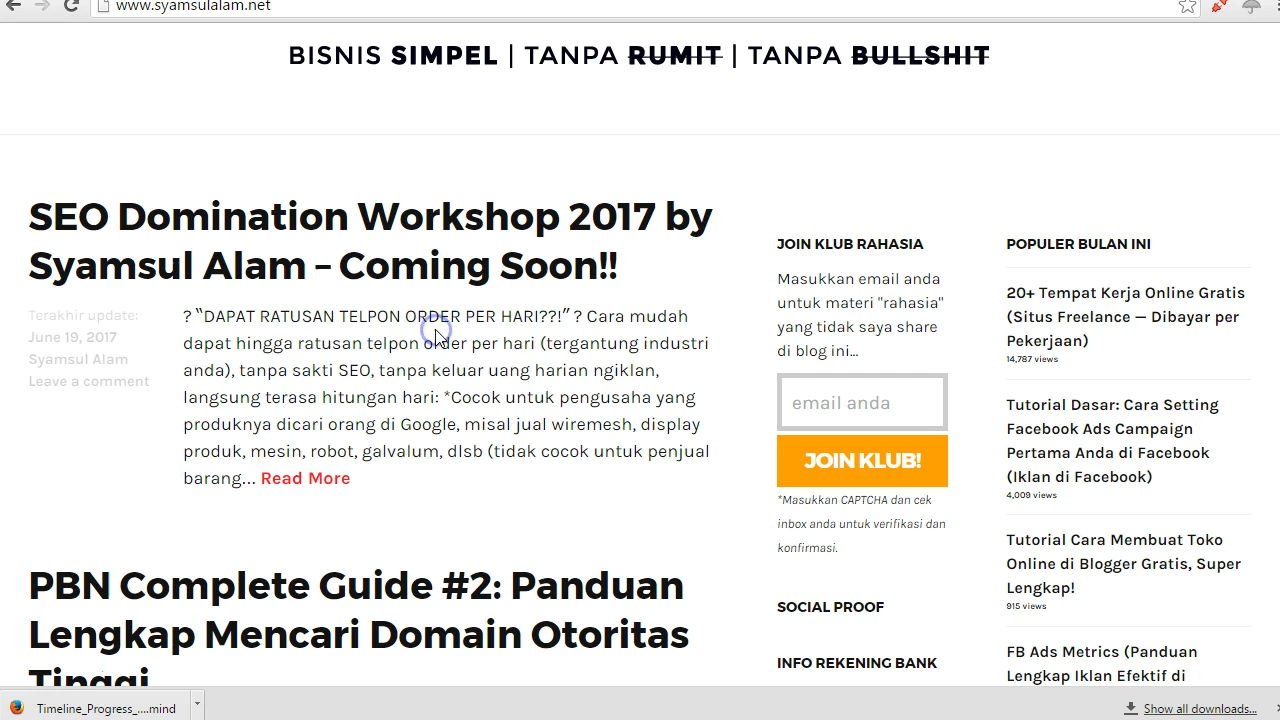 www.syamsulalam.net
BISNIS SIMPEL | TANPA RUMIT | TANPA BULLSHIT
SEO Domination Workshop 2017 by
Syamsul Alam – Coming Soon!!
Terakhir update:
June 19, 2017
Syamsul Alam
Leave a comment
? “DAPAT RATUSAN TELPON ORDER PER HARI??!” ? Cara mudah
dapat hingga ratusan telpon order per hari (tergantung industri
anda), tanpa sakti SEO, tanpa keluar uang harian ngiklan,
langsung terasa hitungan hari: *Cocok untuk pengusaha yang
produknya dicari orang di Google, misal jual wiremesh, display
produk, mesin, robot, galvalum, dlsb (tidak cocok untuk penjual
barang... Read More
PBN Complete Guide #2: Panduan
Lengkap Mencari Domain Otoritas
Tinggi
JOIN KLUB RAHASIA
Masukkan email anda
untuk materi "rahasia"
yang tidak saya share
di blog ini...
email anda
JOIN KLUB!
*Masukkan CAPTCHA dan cek
inbox anda untuk verifikasi dan
konfirmasi.
SOCIAL PROOF
INFO REKENING BANK
POPULER BULAN INI
20+ Tempat Kerja Online Gratis
(Situs Freelance — Dibayar per
Pekerjaan)
14,787 views
Tutorial Dasar: Cara Setting
Facebook Ads Campaign
Pertama Anda di Facebook
(Iklan di Facebook)
4,009 views
Tutorial Cara Membuat Toko
Online di Blogger Gratis, Super
Lengkap!
915 views
FB Ads Metrics (Panduan
Lengkap Iklan Efektif di
Timeline_Progress_....mind
Show all downloads...